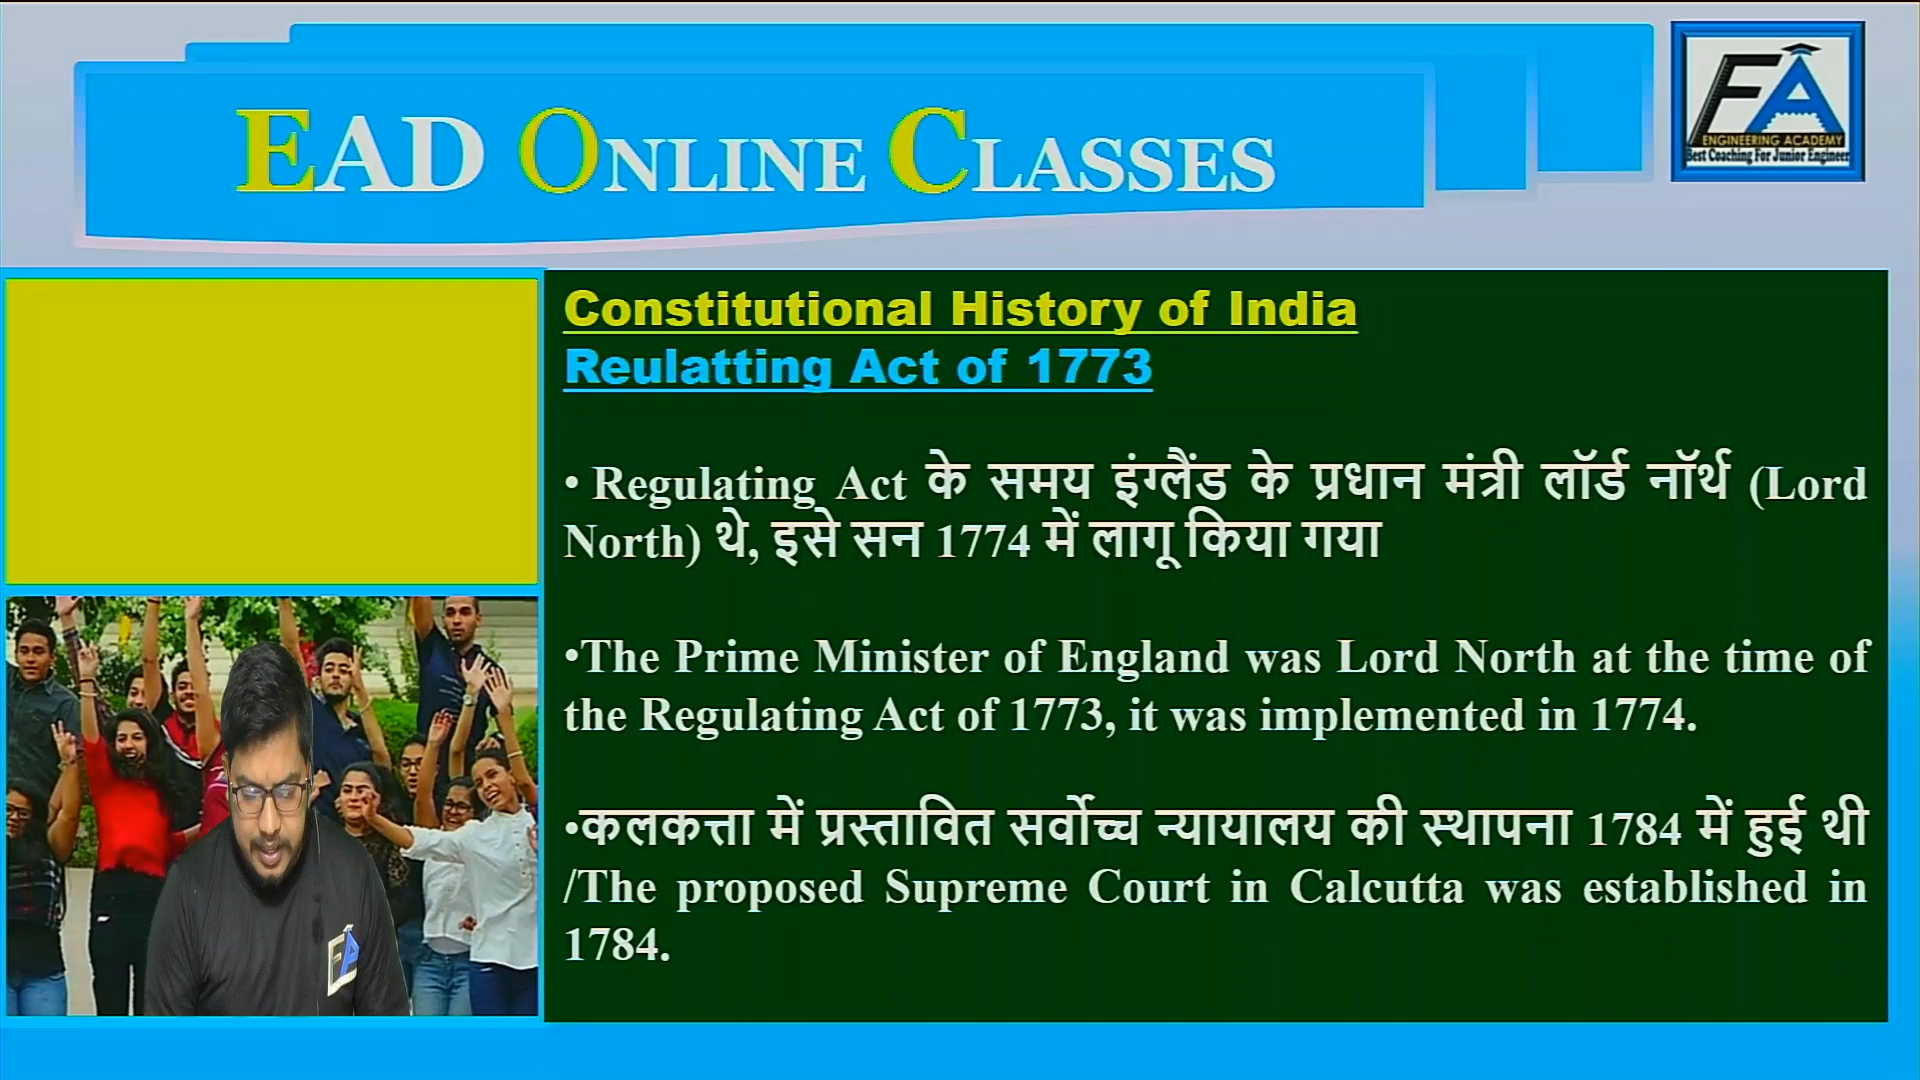 EAD ONLINE CLASSES
FA
ENGINEERING ACADEMY
Best Coaching For Junior Engineer
Constitutional History of India
Reulatting Act of 1773
• Regulating Act के समय इंग्लैंड के प्रधान मंत्री लॉर्ड नॉर्थ (Lord
North) थे, इसे सन 1774 में लागू किया गया
•The Prime Minister of England was Lord North at the time of
the Regulating Act of 1773, it was implemented in 1774.
•कलकत्ता में प्रस्तावित सर्वोच्च न्यायालय की स्थापना 1784 में हुई थी
/The proposed Supreme Court in Calcutta was established in
1784.
FA